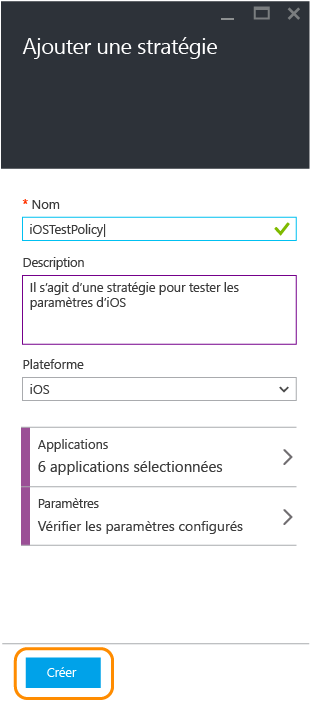 Ajouter une stratégie
* Nom
iOSTestPolicy
Description
Il s'agit d'une stratégie pour tester les
paramètres d'iOS
Plateforme
iOS
Applications
6 applications sélectionnées
Paramètres
Vérifier les paramètres configurés
Créer